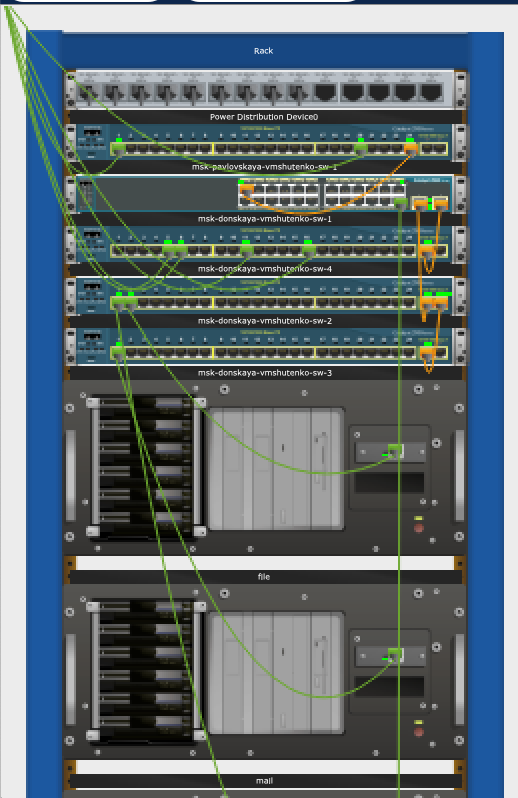 Rack
Power Distribution Device0
msk-pavlovskaya-vmshutenko-sw-1
msk-donskaya-vmshutenko-sw-1
msk-donskaya-vmshutenko-sw-4
msk-donskaya-vmshutenko-sw-2
msk-donskaya-vmshutenko-sw-3
file
mail